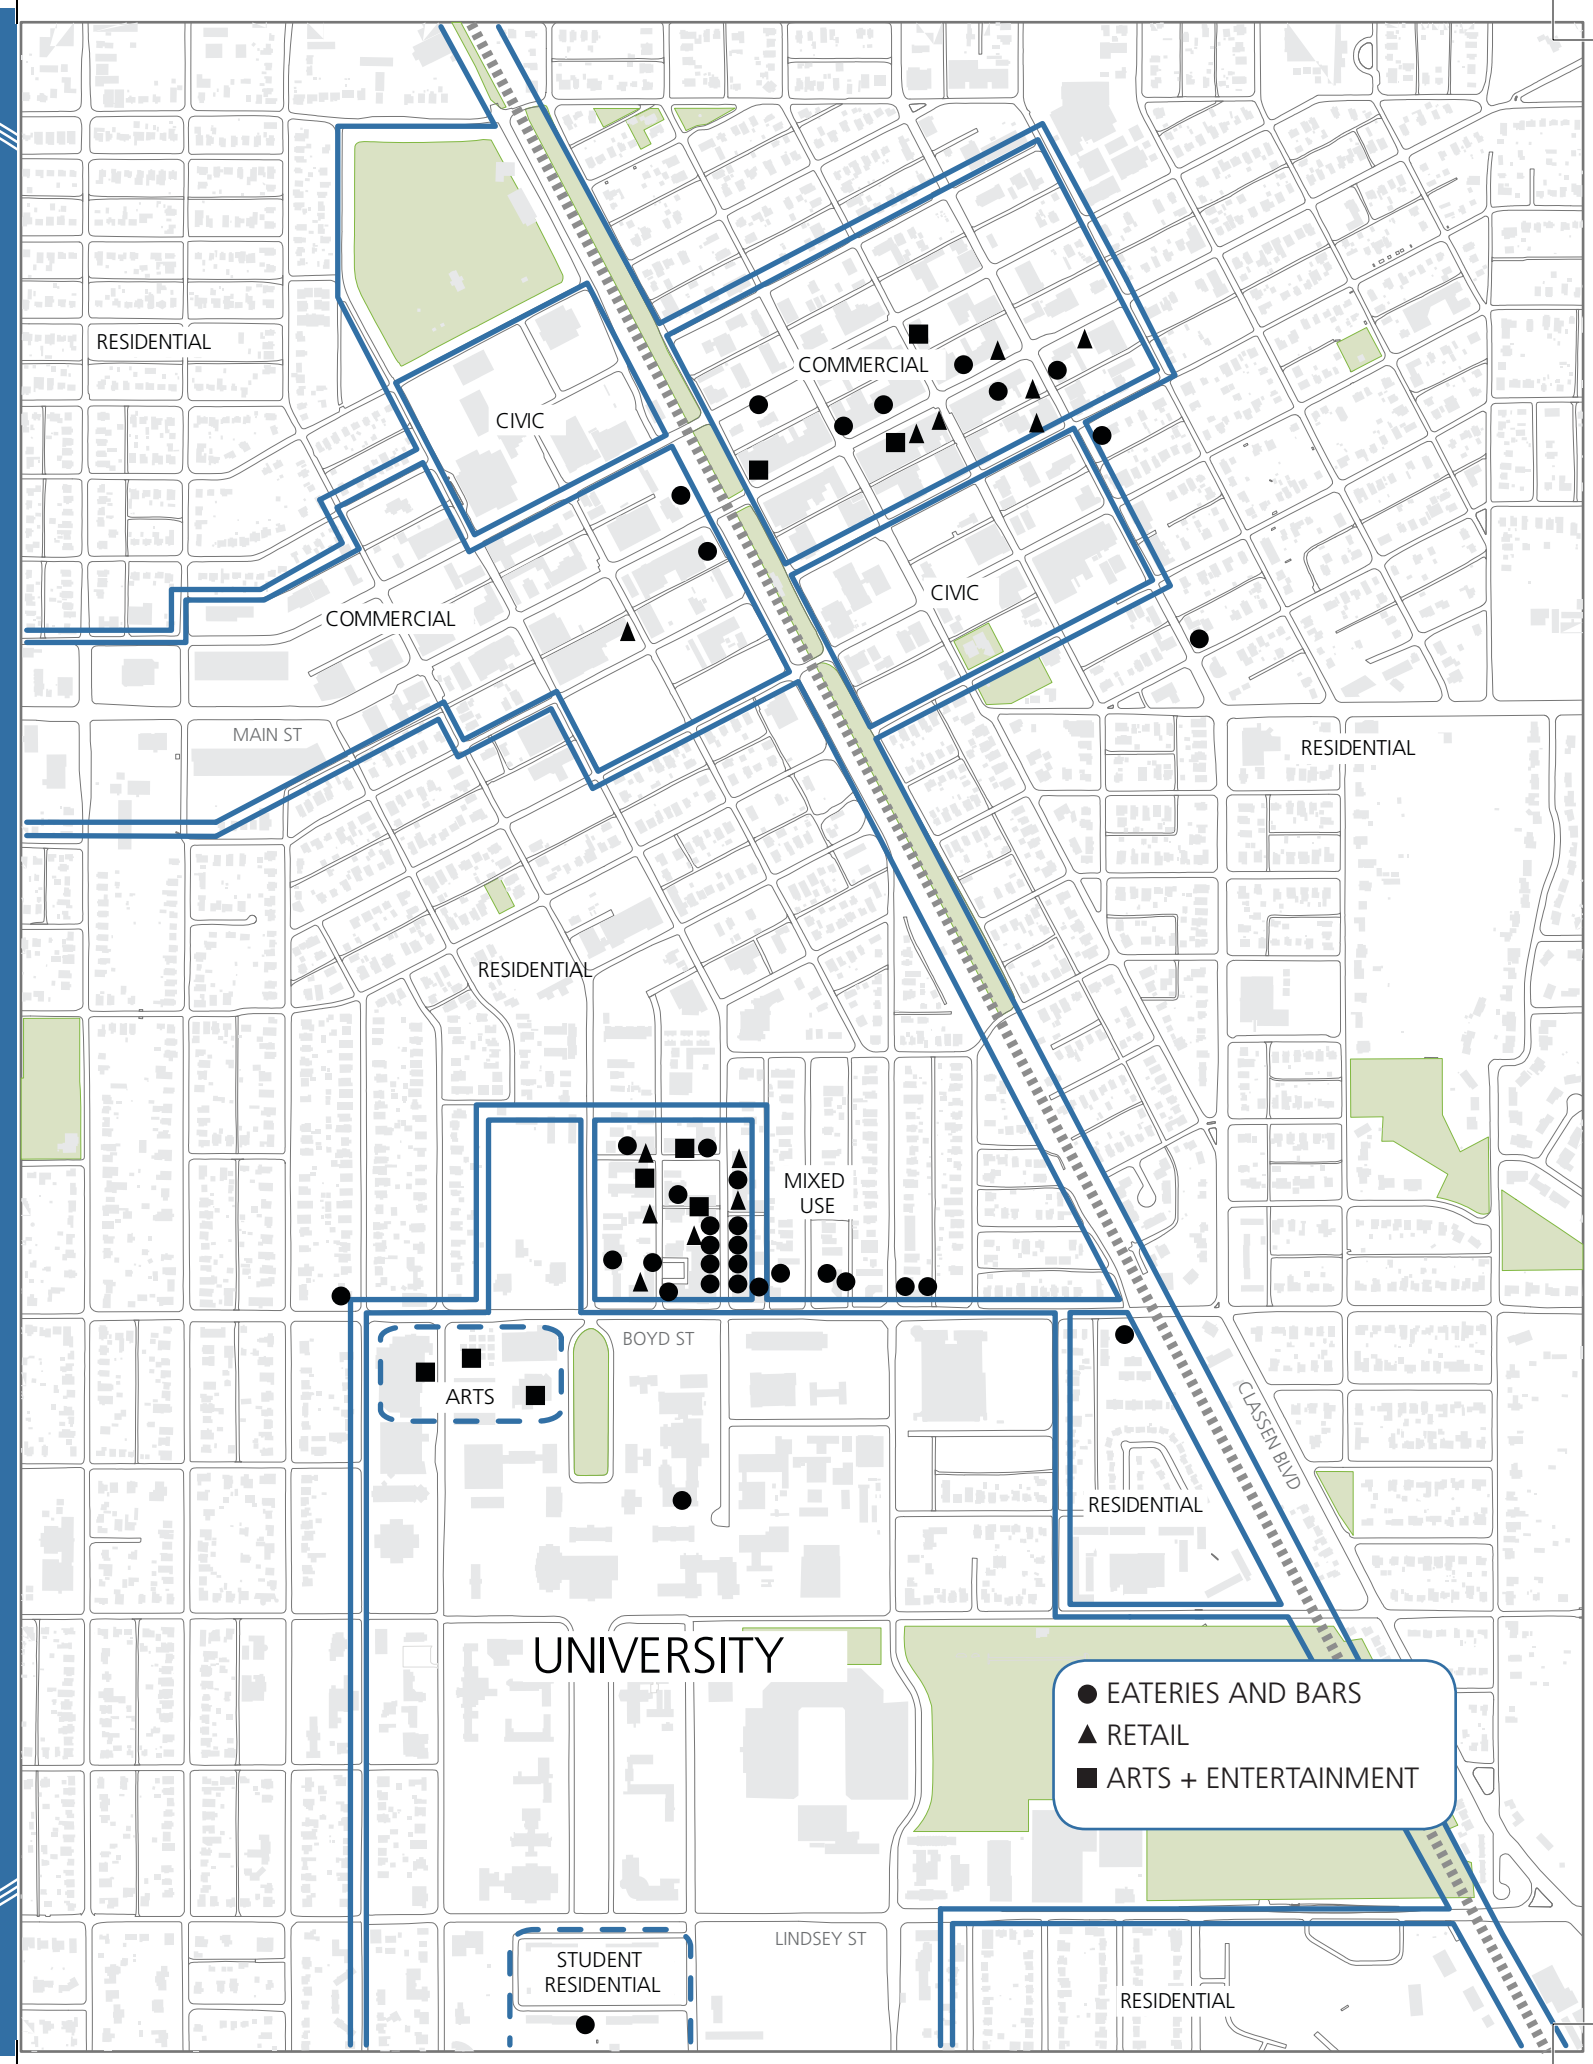 RESIDENTIAL
COMMERCIAL
CIVIC
CIVIC
COMMERCIAL
MAIN ST
RESIDENTIAL
RESIDENTIAL
MIXED
USE
BOYD ST
ARTS
CLASSEN BLVD
RESIDENTIAL
UNIVERSITY
EATERIES AND BARS
RETAIL
ARTS + ENTERTAINMENT
LINDSEY ST
STUDENT
RESIDENTIAL
RESIDENTIAL